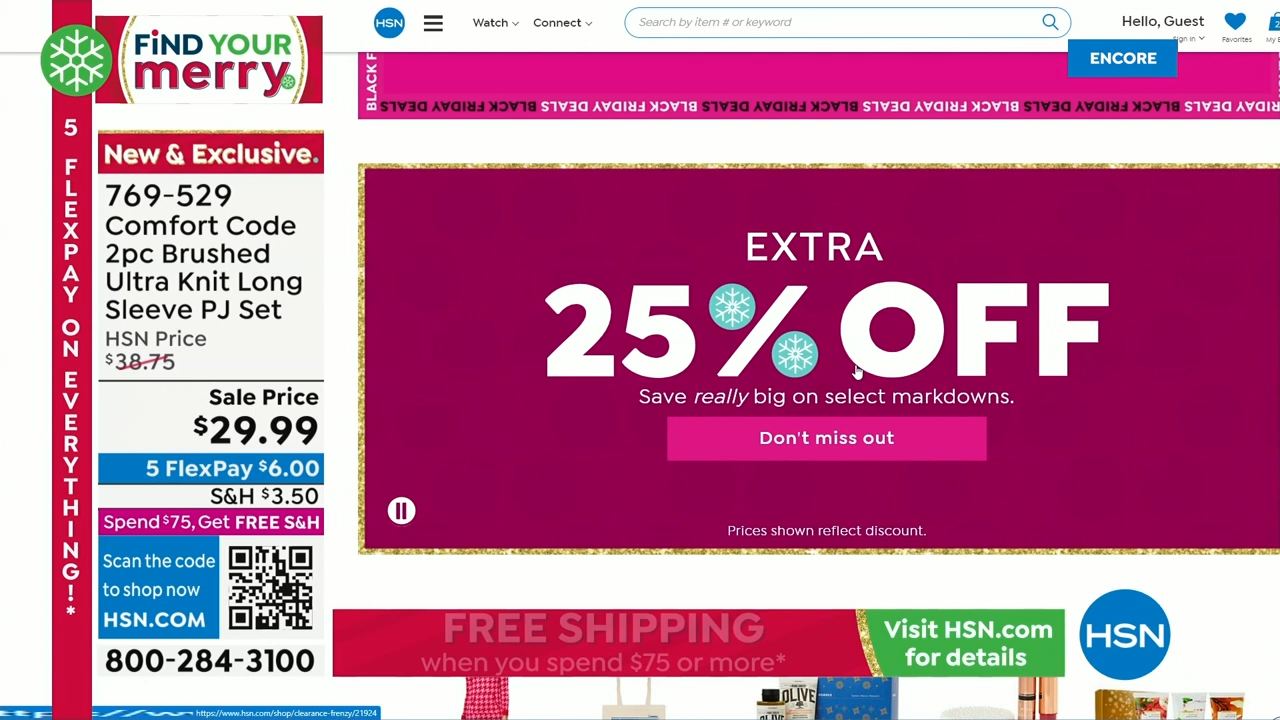 FiND YOUR
merry
5 FLEXPAY ON EVERYTHING!*
New & Exclusive.
769-529
Comfort Code
2pc Brushed
Ultra Knit Long
Sleeve PJ Set
HSN Price
$38.75
Sale Price
$29.99
5 FlexPay $6.00
S&H $3.50
Spend $75, Get FREE S&H
Scan the code
to shop now
HSN.COM
800-284-3100
HSN
Watch
Connect
Search by item # or keyword
Hello, Guest
Sign In
Favorites
ENCORE
BLACK F
BLACK FRIDAY DEALS BLACK FRIDAY DEALS BLACK FRIDAY DEALS BLACK FRIDAY DEALS
EXTRA
25% OFF
Save really big on select markdowns.
Don't miss out
Prices shown reflect discount.
FREE SHIPPING
when you spend $75 or more*
Visit HSN.com
for details
HSN
OLIVE
OLIVE
https://www.hsn.com/shop/clearance-frenzy/21924